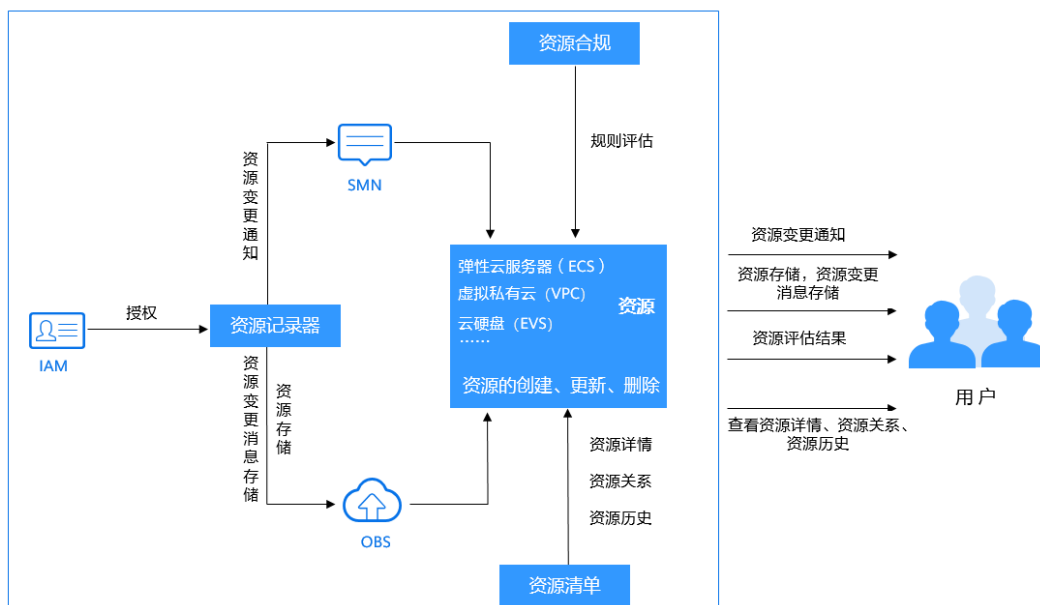 资源合规
规则评估
SMN
资源变更通知
弹性云服务器（ECS）
虚拟私有云（VPC）
云硬盘（EVS）
······
资源
资源的创建、更新、删除
IAM
授权
资源记录器
资源变更消息存储
资源存储
OBS
资源详情
资源关系
资源历史
资源清单
资源变更通知
资源存储，资源变更
消息存储
资源评估结果
查看资源详情、资源关系、
资源历史
用户